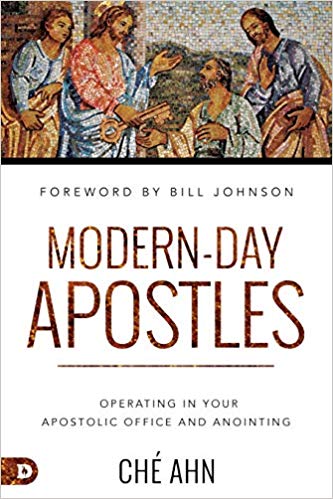 FOREWORD BY BILL JOHNSON
MODERN-DAY
APOSTLES
OPERATING IN YOUR
APOSTOLIC OFFICE AND ANOINTING
CHÉ AHN